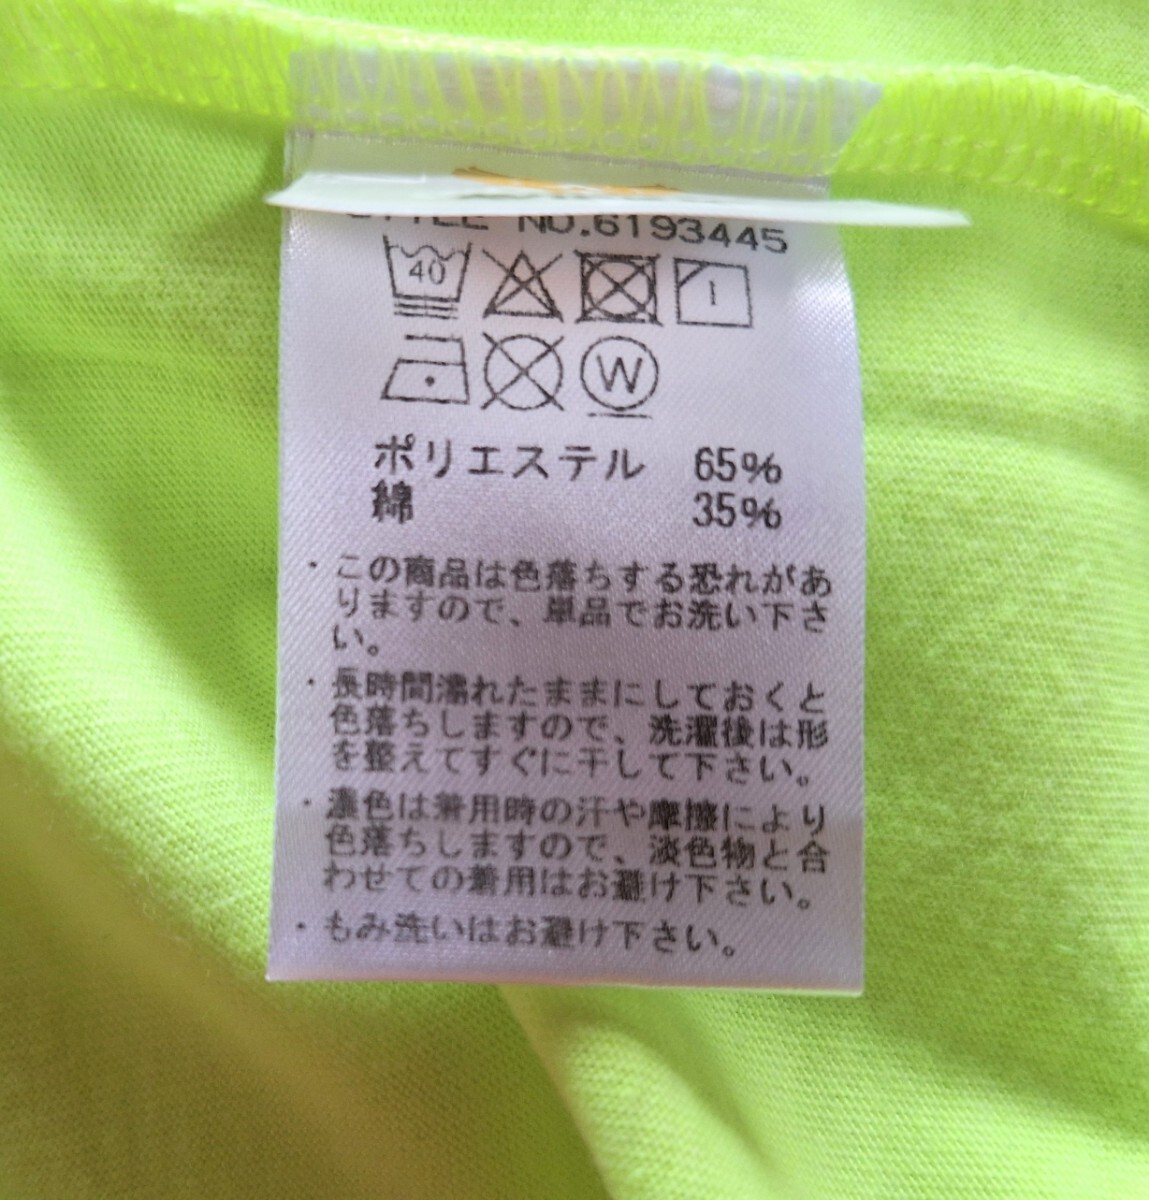 STYLE NO.6193445
40
W
ポリエステル 65%
綿 35%
・この商品は色落ちする恐れがあ
りますので、単品でお洗い下さ
い。
・長時間濡れたままにしておくと
色落ちしますので、洗濯後は形
を整えてすぐに干して下さい。
・濃色は着用時の汗や摩擦により
色落ちしますので、淡色物と合
わせての着用はお避け下さい。
・もみ洗いはお避け下さい。